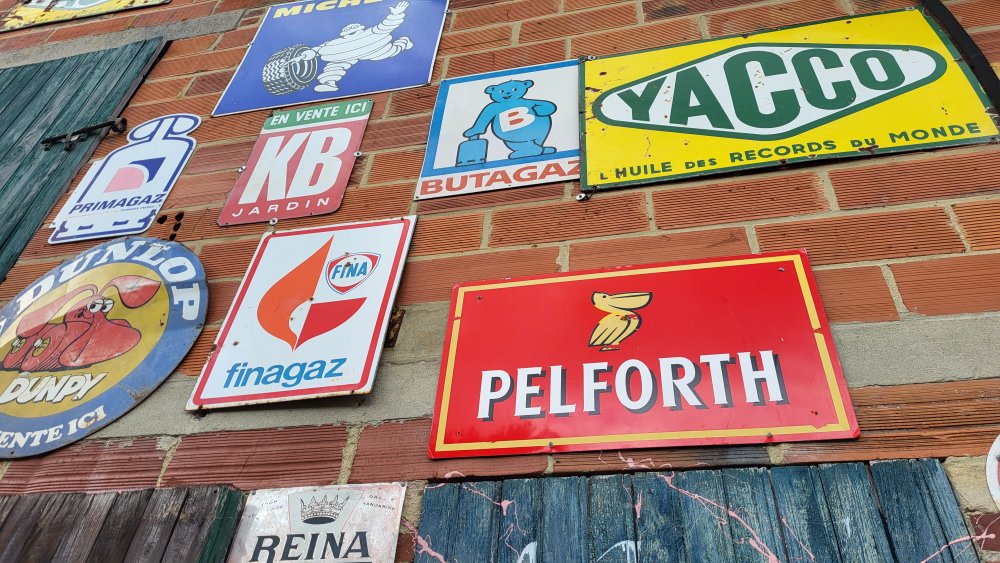 MICHE
EN VENTE ICI
KB
JARDIN
B
BUTAGAZ
YACCO
L'HUILE DES RECORDS DU MONDE
PRIMAGAZ
DUNLOP
DUNPY
VENTE ICI
FINA
finagaz
PELFORTH
REINA